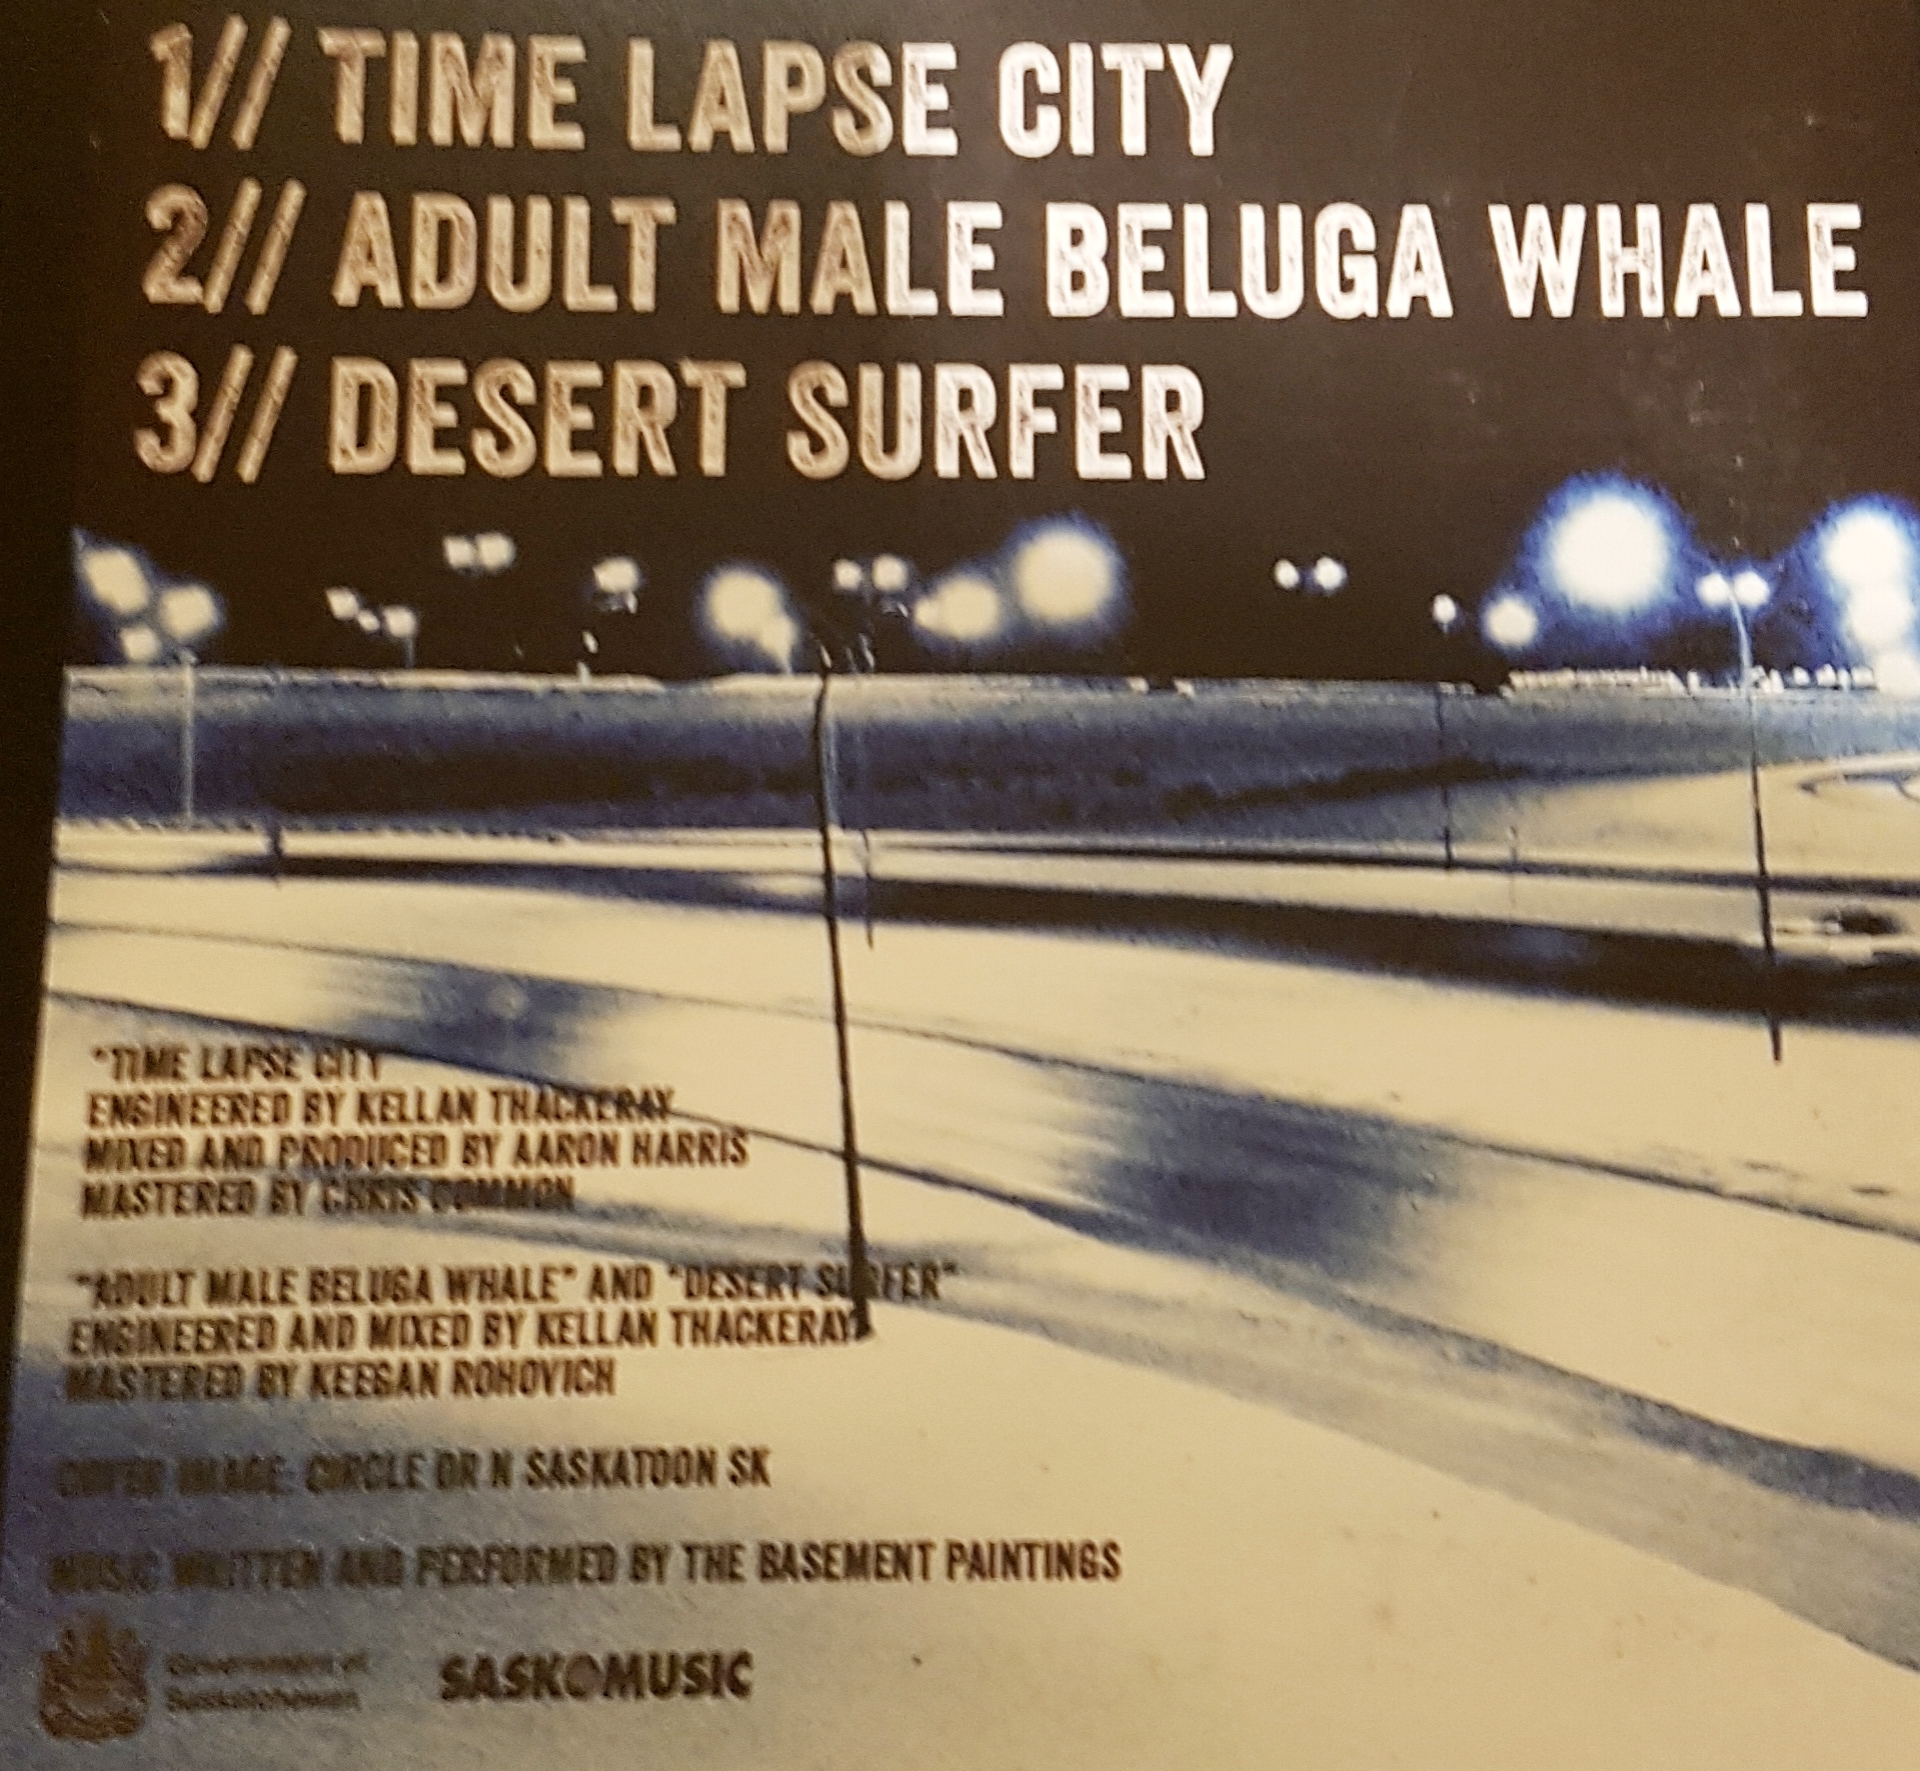 1// TIME LAPSE CITY
2// ADULT MALE BELUGA WHALE
3// DESERT SURFER
"TIME LAPSE CITY
ENGINEERED BY KELLAN THACKERAY
MIXED AND PRODUCED BY AARON HARRIS
MASTERED BY CHRIS COMMON
"ADULT MALE BELUGA WHALE" AND "DESERT SURFER"
ENGINEERED AND MIXED BY KELLAN THACKERAY
MASTERED BY KEEGAN ROHOVICH
COVER IMAGE: CIRCLE DR N SASKATOON SK
MUSIC WRITTEN AND PERFORMED BY THE BASEMENT PAINTINGS
Government of
Saskatchewan
SASKMUSIC